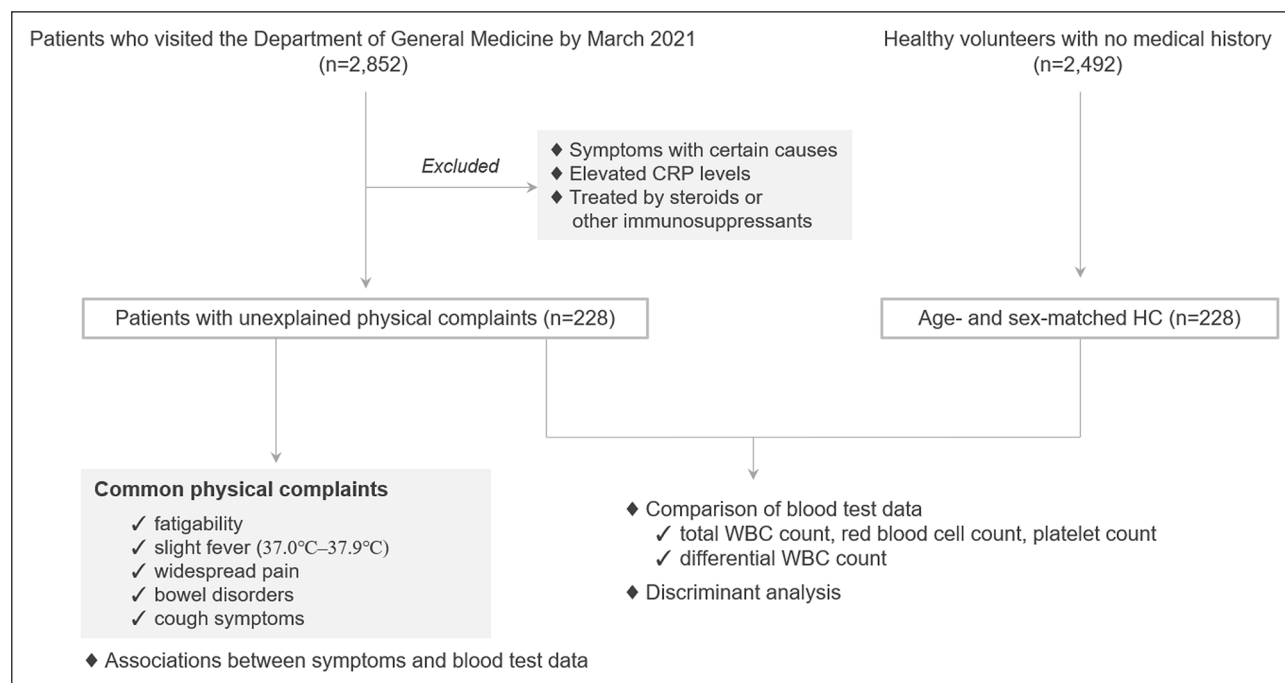 Patients who visited the Department of General Medicine by March 2021
(n=2,852)
Healthy volunteers with no medical history
(n=2,492)
Excluded
♦ Symptoms with certain causes
♦ Elevated CRP levels
♦ Treated by steroids or
other immunosuppressants
Patients with unexplained physical complaints (n=228)
Age- and sex-matched HC (n=228)
Common physical complaints
✓ fatigability
✓ slight fever (37.0℃–37.9℃)
✓ widespread pain
✓ bowel disorders
✓ cough symptoms
♦ Associations between symptoms and blood test data
♦ Comparison of blood test data
✓ total WBC count, red blood cell count, platelet count
✓ differential WBC count
♦ Discriminant analysis